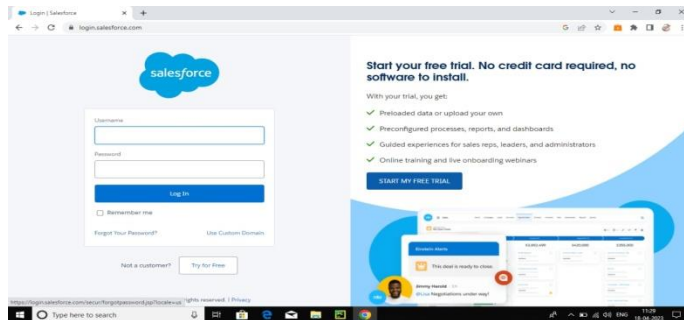 Login | Salesforce
login.salesforce.com
salesforce
Username
Password
Log In
Remember me
Forgot Your Password?
Use Custom Domain
Not a customer?
Try for Free
rights reserved. | Privacy
Start your free trial. No credit card required, no
software to install.
With your trial, you get:
Preloaded data or upload your own
Preconfigured processes, reports, and dashboards
Guided experiences for sales reps, leaders, and administrators
Online training and live onboarding webinars
START MY FREE TRIAL
This deal is ready to close.
Negotiations under way!
https://login.salesforce.com/secur/forgotpassword.jsp?locale=us
Type here to search
ENG
11:29
18-04-2023